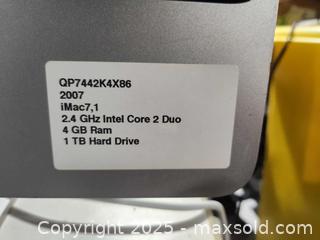 QP7442K4X86
2007
iMac7,1
2.4 GHz Intel Core 2 Duo
4 GB Ram
1 TB Hard Drive
Copyright 2025 - maxsold.com